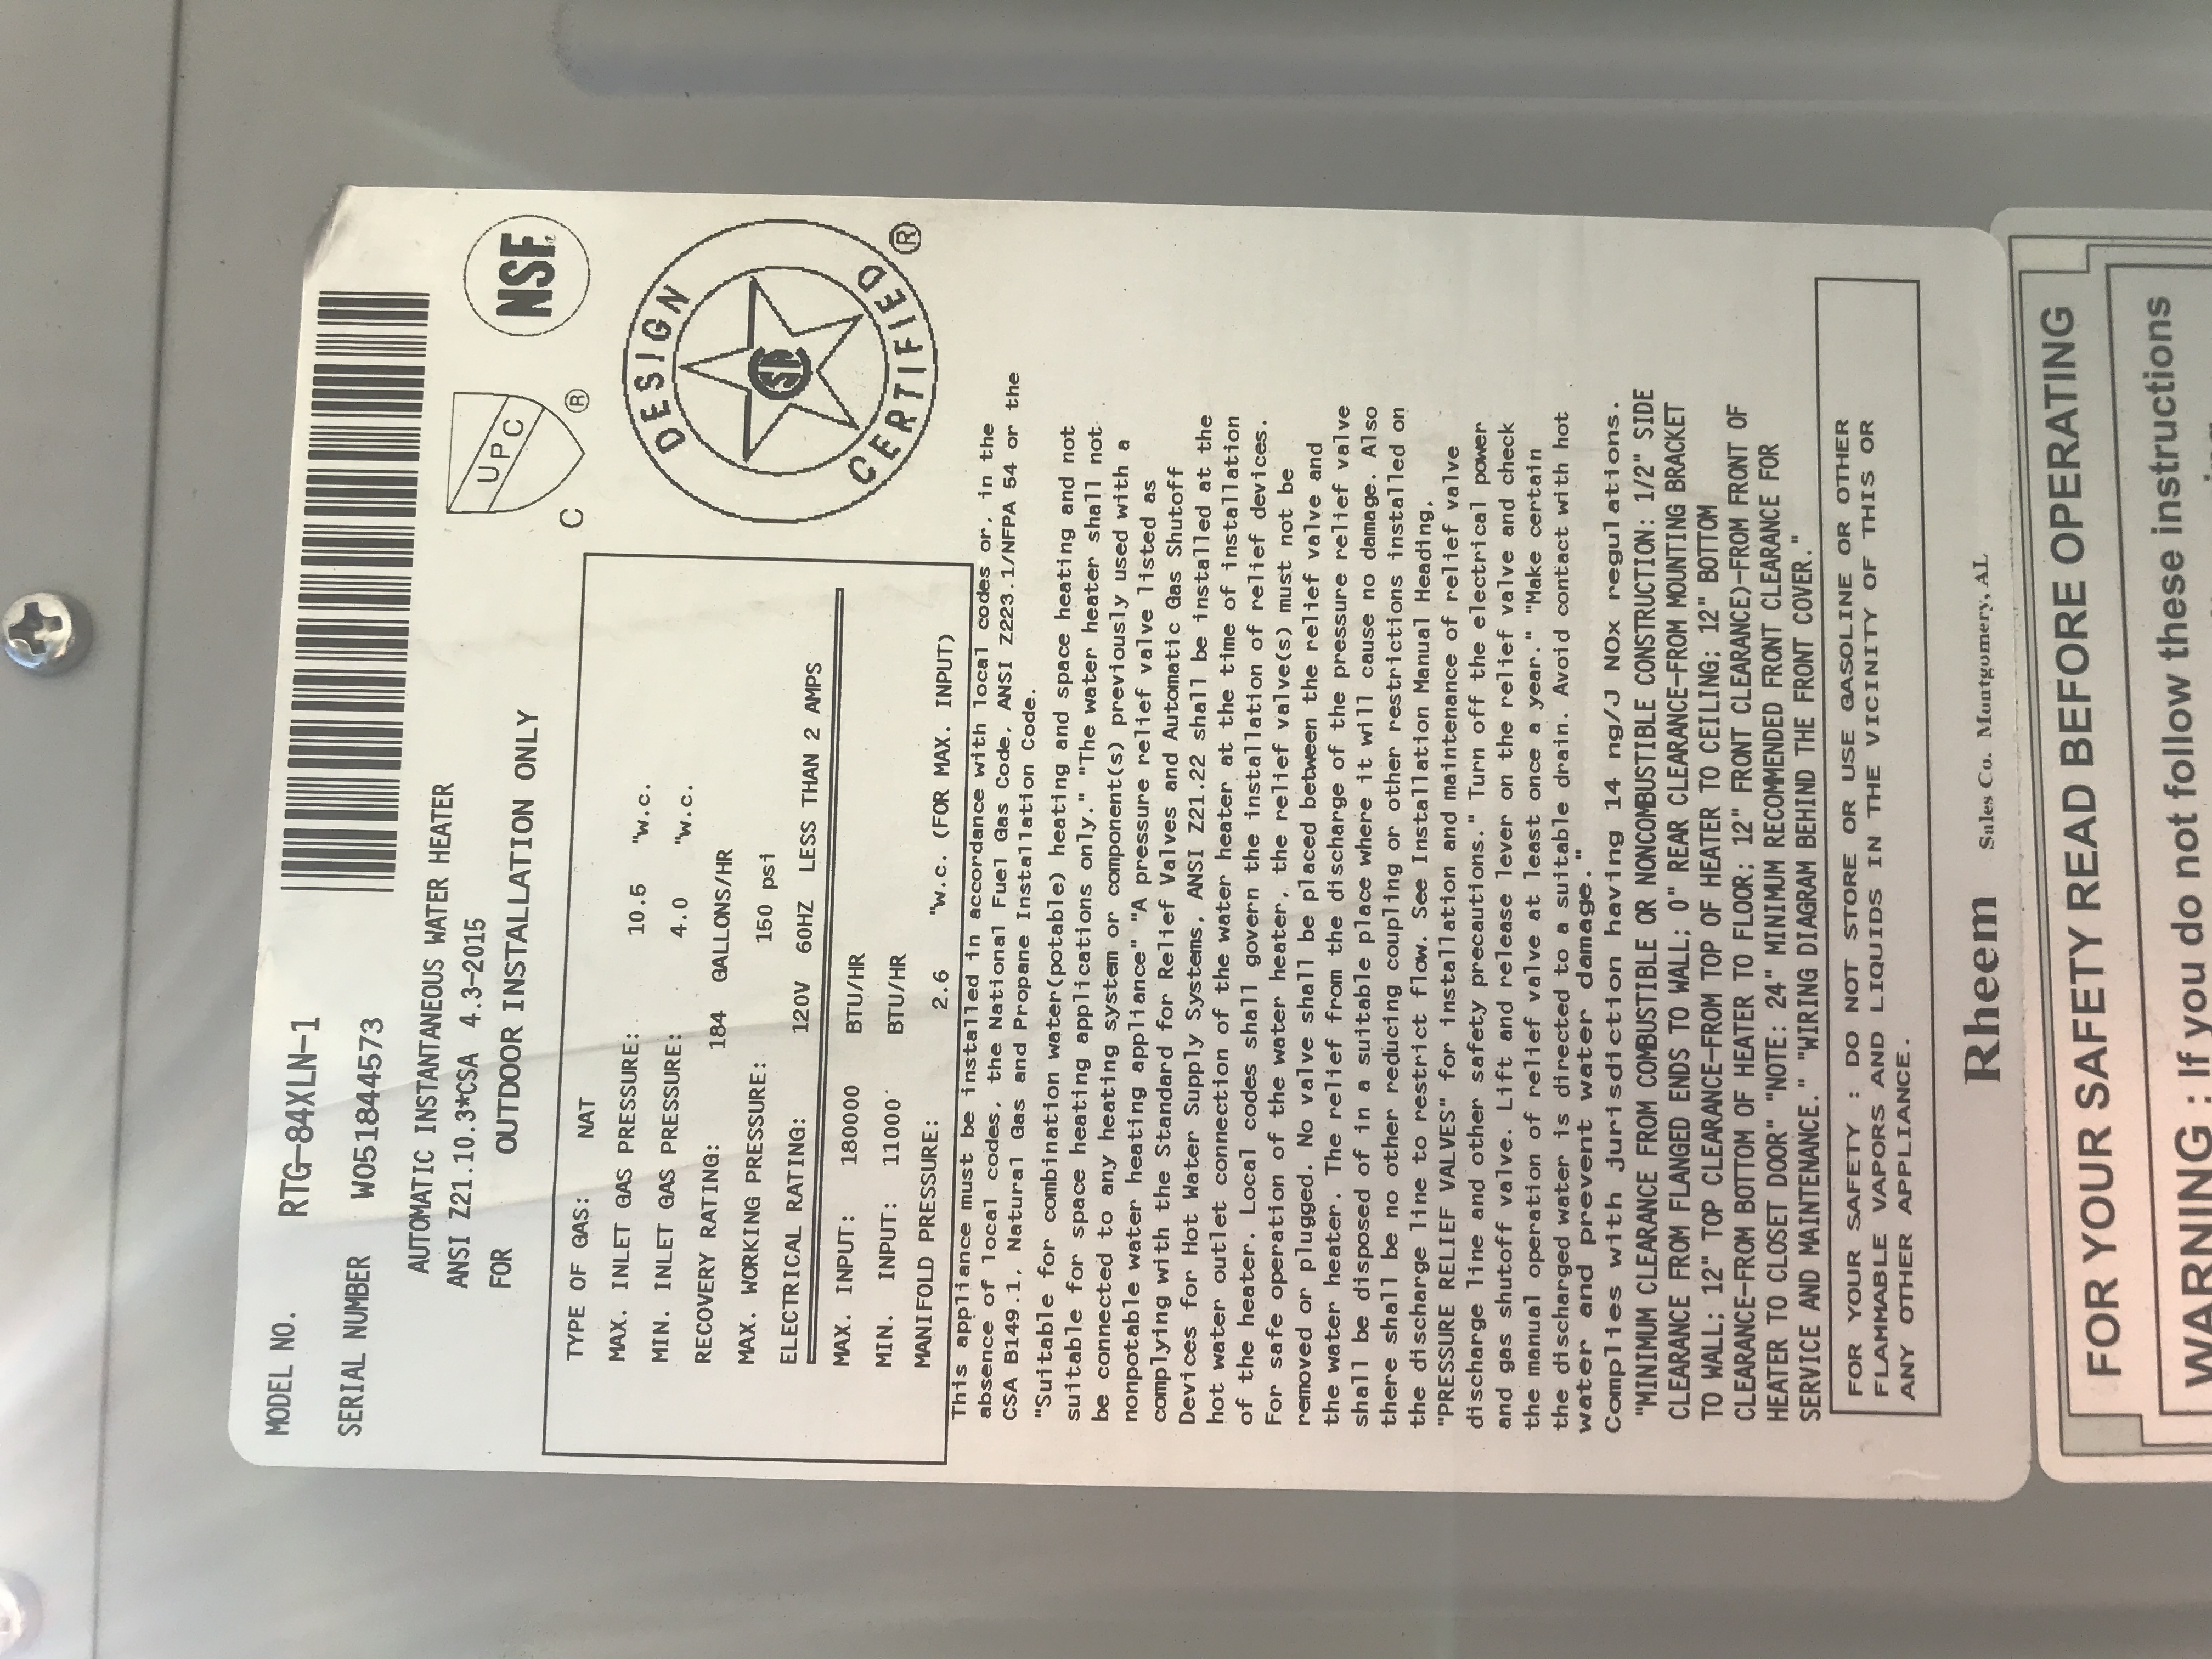 MODEL NO. RTG-84XLN-1
SERIAL NUMBER W051844573
AUTOMATIC INSTANTANEOUS WATER HEATER
ANSI Z21.10.3*CSA 4.3-2015
FOR OUTDOOR INSTALLATION ONLY
UPC
®
C
NSF
®
DESIGN
CERTIFIED
®
TYPE OF GAS: NAT
MAX. INLET GAS PRESSURE: 10.5 "w.c.
MIN. INLET GAS PRESSURE: 4.0 "w.c.
RECOVERY RATING: 184 GALLONS/HR
MAX. WORKING PRESSURE: 150 psi
ELECTRICAL RATING: 120V 60HZ LESS THAN 2 AMPS
MAX. INPUT: 180000 BTU/HR
MIN. INPUT: 11000 BTU/HR
MANIFOLD PRESSURE: 2.6 "w.c. (FOR MAX. INPUT)
This appliance must be installed in accordance with local codes or, in the
absence of local codes, the National Fuel Gas Code, ANSI Z223.1/NFPA 54 or the
CSA B149.1, Natural Gas and Propane Installation Code.
"Suitable for combination water(potable) heating and space heating and not
suitable for space heating applications only." "The water heater shall not
be connected to any heating system or component(s) previously used with a
nonpotable water heating appliance" "A pressure relief valve listed as
complying with the Standard for Relief Valves and Automatic Gas Shutoff
Devices for Hot Water Supply Systems, ANSI Z21.22 shall be installed at the
hot water outlet connection of the water heater at the time of installation
of the heater. Local codes shall govern the installation of relief devices.
For safe operation of the water heater, the relief valve(s) must not be
removed or plugged. No valve shall be placed between the relief valve and
the water heater. The relief from the discharge of the pressure relief valve
shall be disposed of in a suitable place where it will cause no damage. Also
there shall be no other reducing coupling or other restrictions installed on
the discharge line to restrict flow. See Installation Manual Heading,
"PRESSURE RELIEF VALVES" for installation and maintenance of relief valve
discharge line and other safety precautions." Turn off the electrical power
and gas shutoff valve. Lift and release lever on the relief valve and check
the manual operation of relief valve at least once a year." "Make certain
the discharged water is directed to a suitable drain. Avoid contact with hot
water and prevent water damage."
Complies with jurisdiction having 14 ng/J NOx regulations.
"MINIMUM CLEARANCE FROM COMBUSTIBLE OR NONCOMBUSTIBLE CONSTRUCTION: 1/2" SIDE
CLEARANCE FROM FLANGED ENDS TO WALL; 0" REAR CLEARANCE-FROM MOUNTING BRACKET
TO WALL; 12" TOP CLEARANCE-FROM TOP OF HEATER TO CEILING; 12" BOTTOM
CLEARANCE-FROM BOTTOM OF HEATER TO FLOOR; 12" FRONT CLEARANCE)-FROM FRONT OF
HEATER TO CLOSET DOOR" "NOTE: 24" MINIMUM RECOMMENDED FRONT CLEARANCE FOR
SERVICE AND MAINTENANCE." "WIRING DIAGRAM BEHIND THE FRONT COVER."
FOR YOUR SAFETY : DO NOT STORE OR USE GASOLINE OR OTHER
FLAMMABLE VAPORS AND LIQUIDS IN THE VICINITY OF THIS OR
ANY OTHER APPLIANCE.
Rheem Sales Co. Montgomery, AL
FOR YOUR SAFETY READ BEFORE OPERATING
WARNING : If you do not follow these instructions